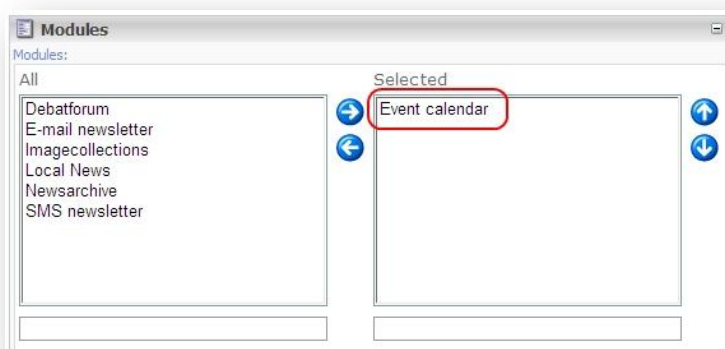 Modules
Modules:
All
Selected
Debatforum
E-mail newsletter
Imagecollections
Local News
Newsarchive
SMS newsletter
Event calendar